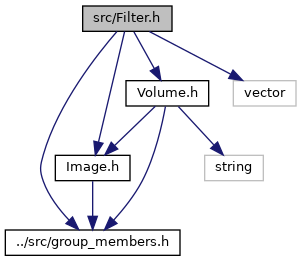 src/Filter.h
Volume.h
vector
Image.h
string
../src/group_members.h